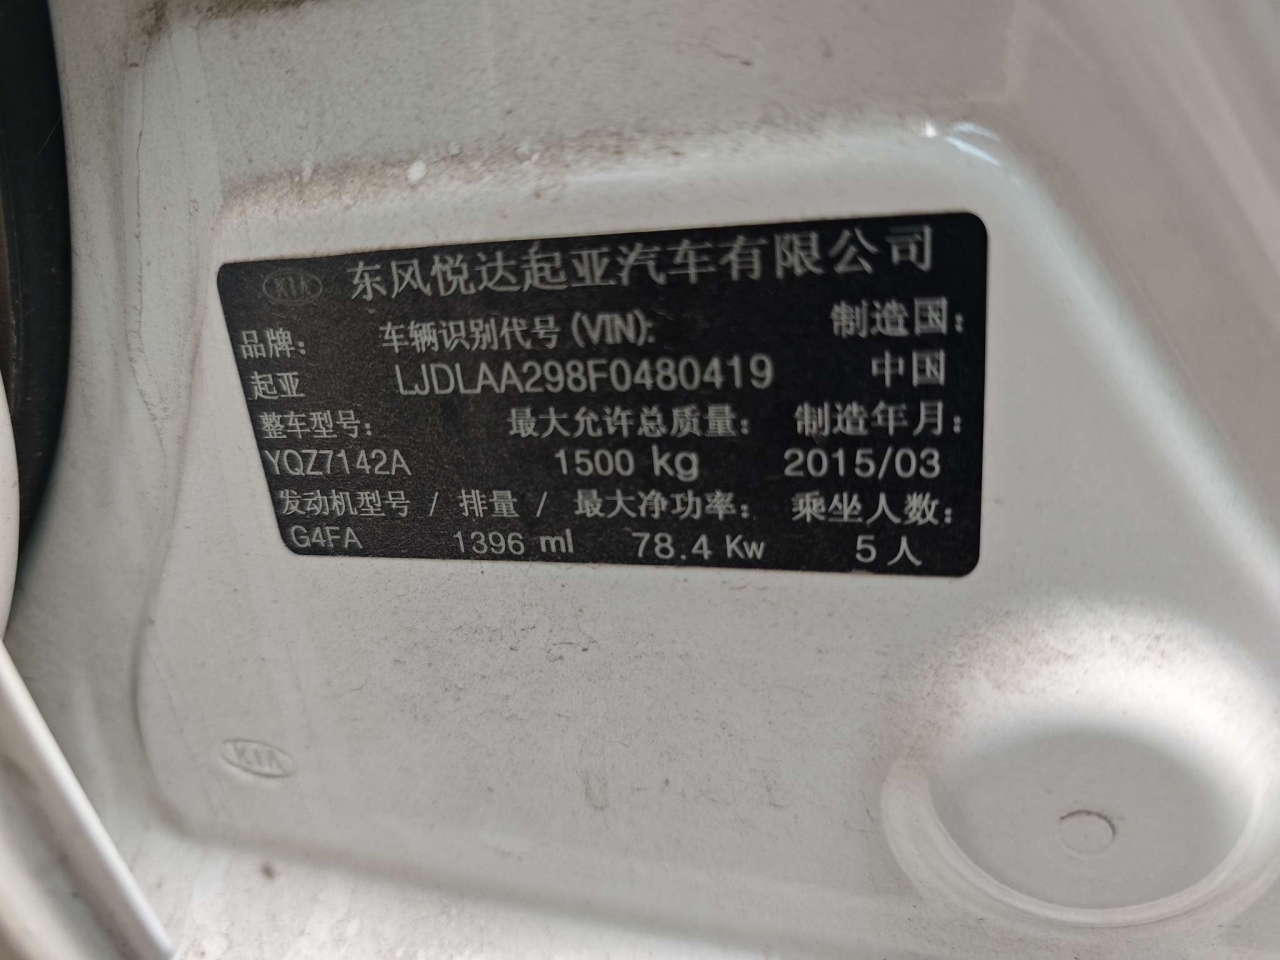 KIA 东风悦达起亚汽车有限公司
品牌: 车辆识别代号(VIN): 制造国:
起亚 LJDLAA298F0480419 中国
整车型号: 最大允许总质量: 制造年月:
YQZ7142A 1500 kg 2015/03
发动机型号 / 排量 / 最大净功率: 乘坐人数:
G4FA 1396 ml 78.4 Kw 5人
KIA